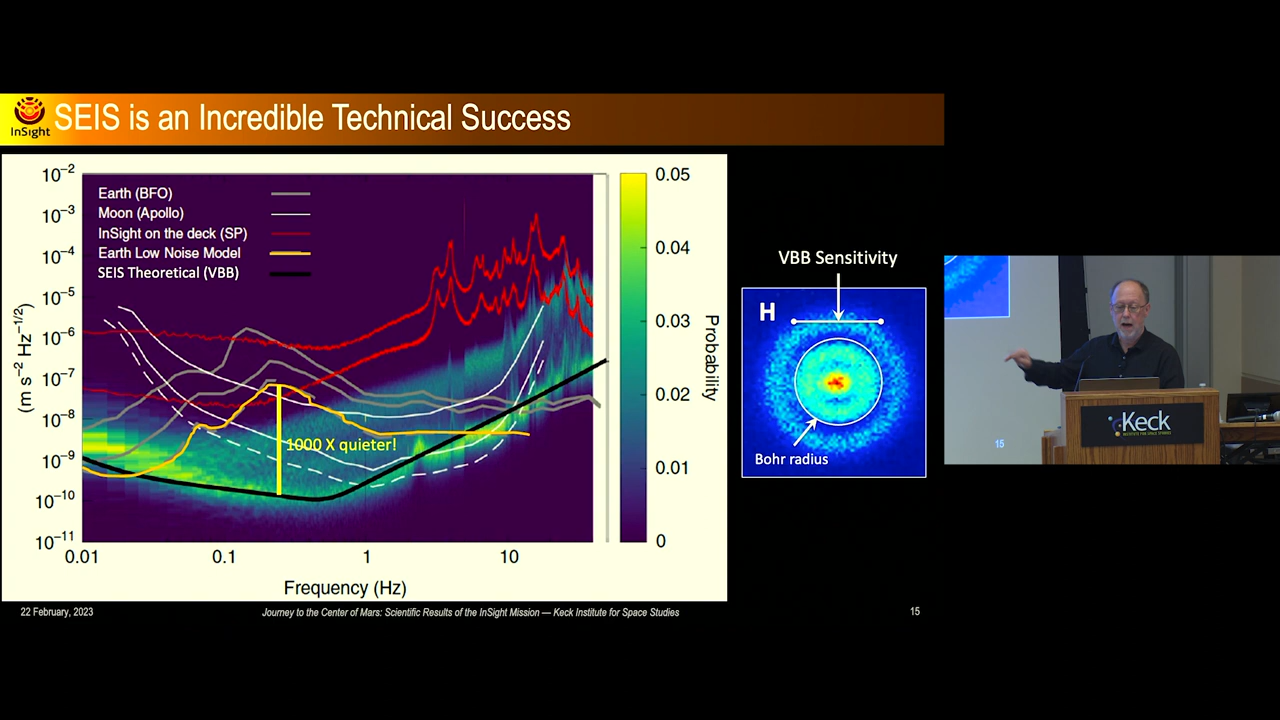 InSight
SEIS is an Incredible Technical Success
10−2
10−3
10−4
10−5
10−6
10−7
10−8
10−9
10−10
10−11
(m s−2 Hz−1/2)
Earth (BFO)
Moon (Apollo)
InSight on the deck (SP)
Earth Low Noise Model
SEIS Theoretical (VBB)
1000 X quieter!
0.01
0.1
1
10
Frequency (Hz)
0.05
0.04
0.03
0.02
0.01
0
Probability
VBB Sensitivity
H
Bohr radius
22 February, 2023
Journey to the Center of Mars: Scientific Results of the InSight Mission — Keck Institute for Space Studies
15
15
Keck
INSTITUTE FOR SPACE STUDIES